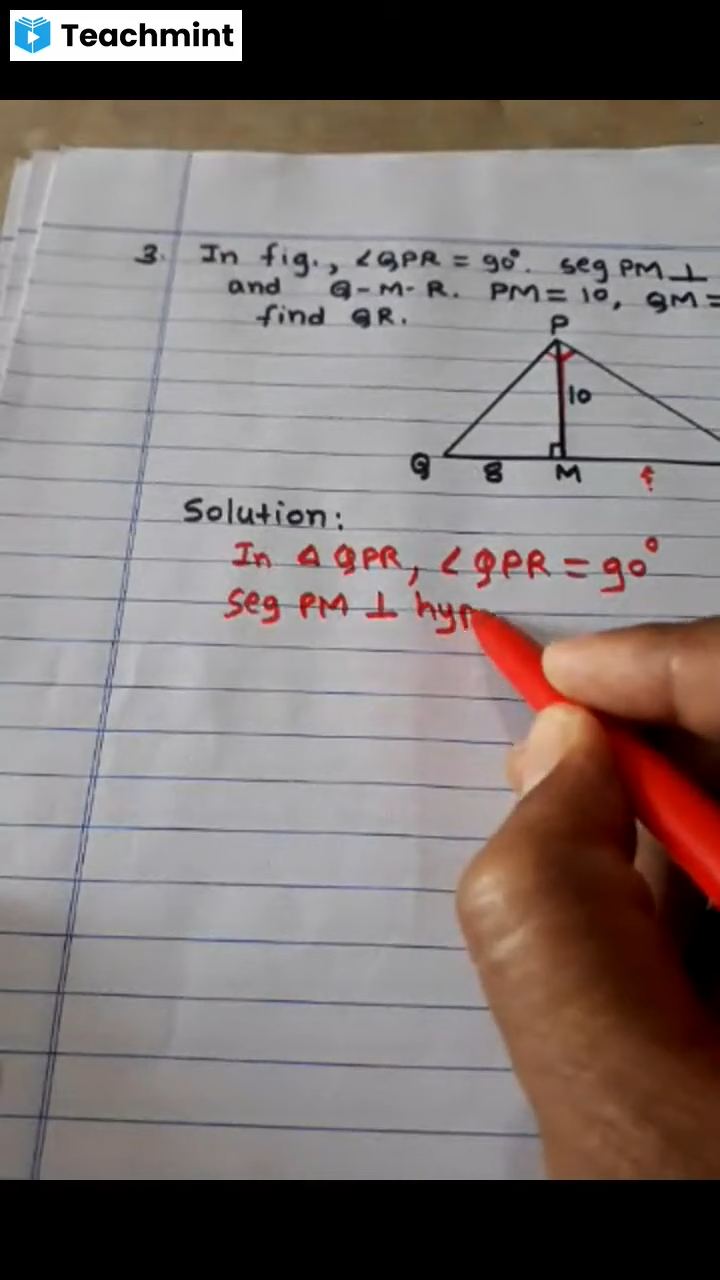 Teachmint
3. In fig., ∠QPR = 90°. seg PM ⊥
and Q-M-R. PM = 10, QM =
find QR.
P
10
Q 8 M ?
Solution:
In △ QPR, ∠QPR = 90°
Seg PM ⊥ hyp